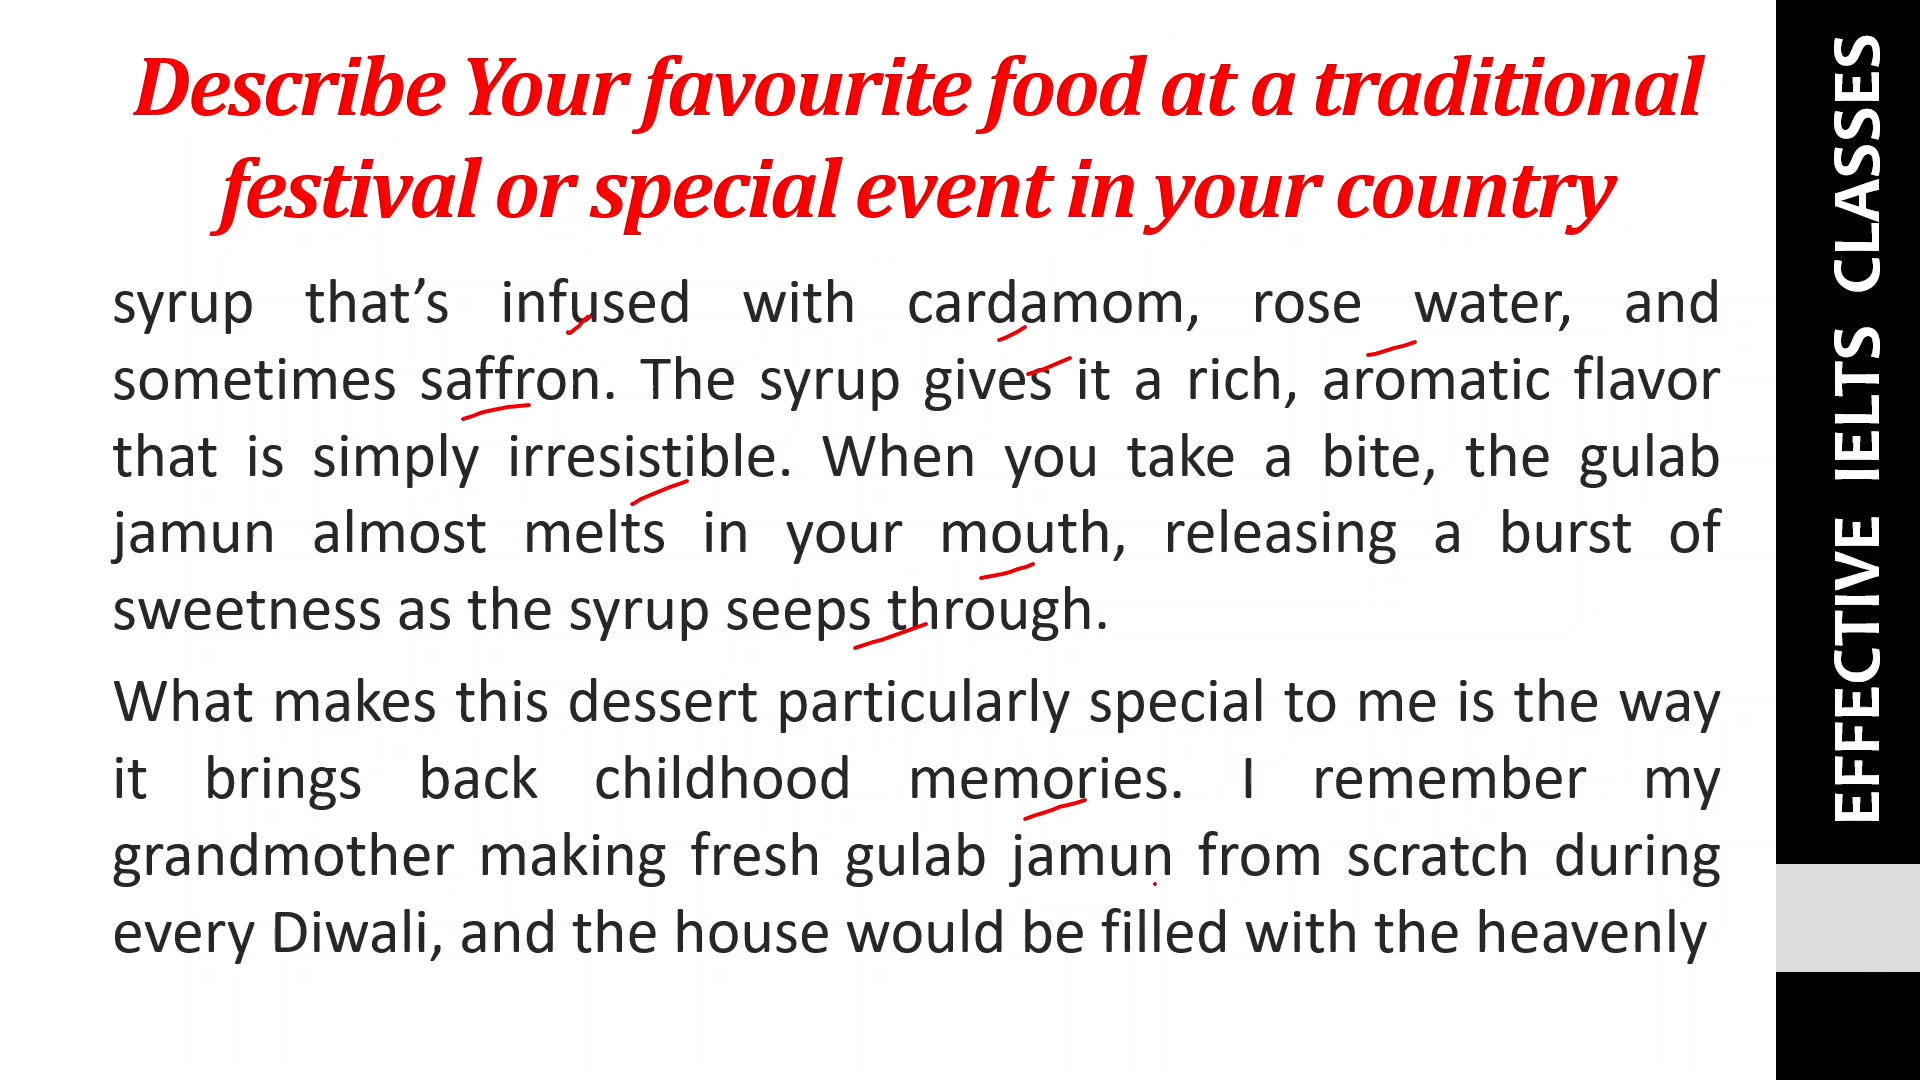 Describe Your favourite food at a traditional
festival or special event in your country
syrup that’s infused with cardamom, rose water, and
sometimes saffron. The syrup gives it a rich, aromatic flavor
that is simply irresistible. When you take a bite, the gulab
jamun almost melts in your mouth, releasing a burst of
sweetness as the syrup seeps through.
What makes this dessert particularly special to me is the way
it brings back childhood memories. I remember my
grandmother making fresh gulab jamun from scratch during
every Diwali, and the house would be filled with the heavenly
EFFECTIVE IELTS CLASSES